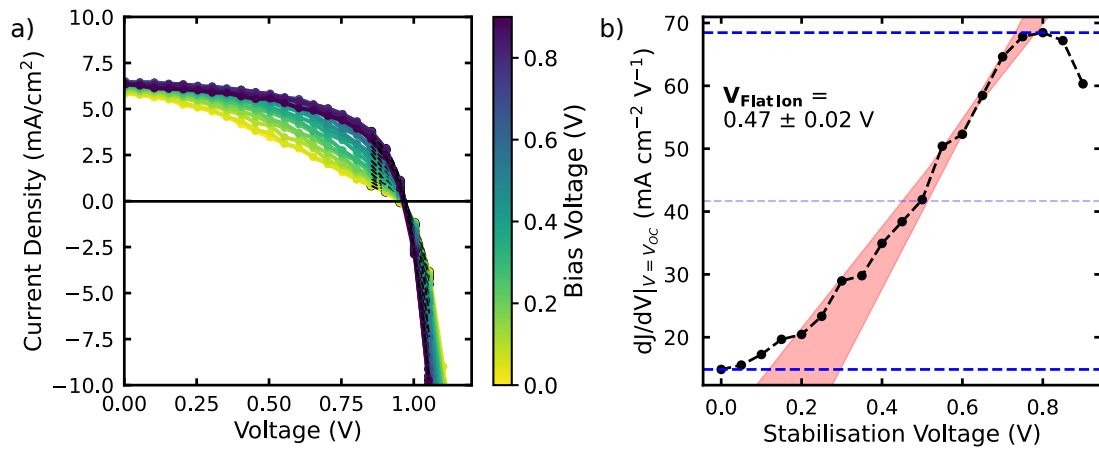 a)
Current Density (mA/cm²)
10.0
7.5
5.0
2.5
0.0
−2.5
−5.0
−7.5
−10.0
0.00 0.25 0.50 0.75 1.00
Voltage (V)
Bias Voltage (V)
0.8
0.6
0.4
0.2
0.0
b)
dJ/dV|V = VOC (mA cm⁻² V⁻¹)
70
60
50
40
30
20
VFlat Ion =
0.47 ± 0.02 V
0.0 0.2 0.4 0.6 0.8
Stabilisation Voltage (V)